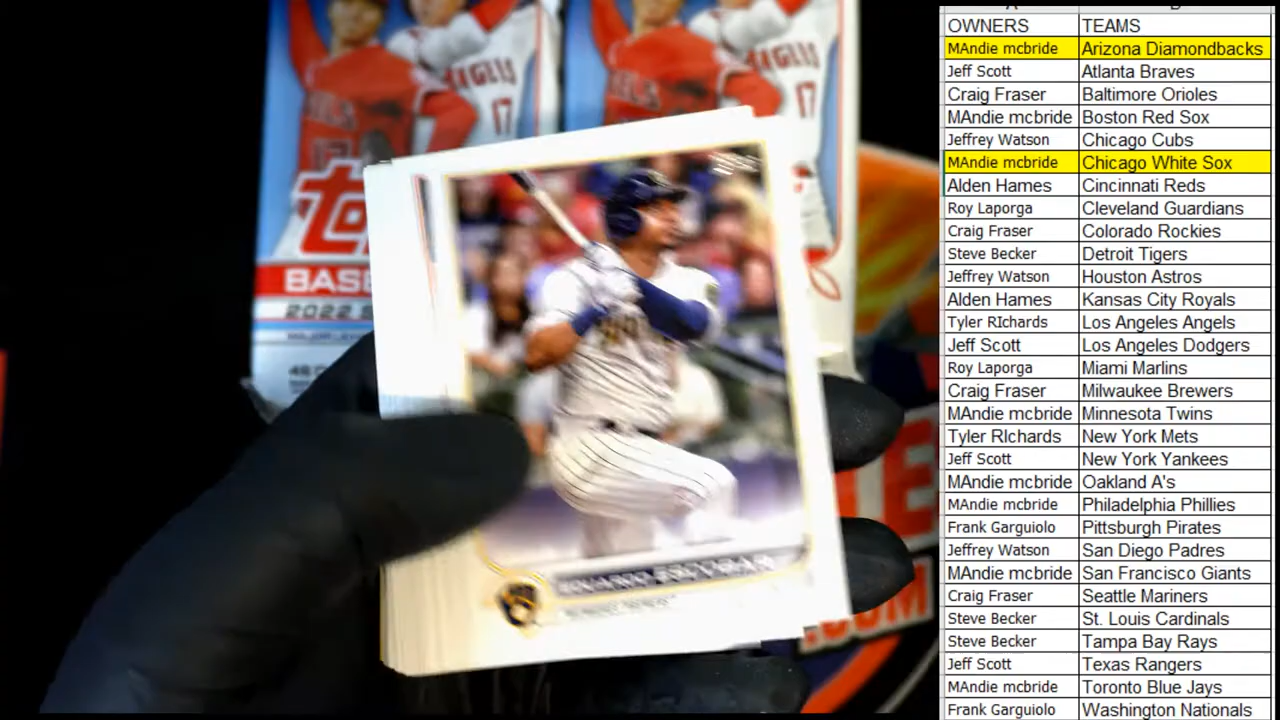 ANGELS
17
17
BASE
2022 S
EDUARDO ESCOBAR
.COM
OWNERS TEAMS
MAndie mcbride Arizona Diamondbacks
Jeff Scott Atlanta Braves
Craig Fraser Baltimore Orioles
MAndie mcbride Boston Red Sox
Jeffrey Watson Chicago Cubs
MAndie mcbride Chicago White Sox
Alden Hames Cincinnati Reds
Roy Laporga Cleveland Guardians
Craig Fraser Colorado Rockies
Steve Becker Detroit Tigers
Jeffrey Watson Houston Astros
Alden Hames Kansas City Royals
Tyler RIchards Los Angeles Angels
Jeff Scott Los Angeles Dodgers
Roy Laporga Miami Marlins
Craig Fraser Milwaukee Brewers
MAndie mcbride Minnesota Twins
Tyler RIchards New York Mets
Jeff Scott New York Yankees
MAndie mcbride Oakland A's
MAndie mcbride Philadelphia Phillies
Frank Garguiolo Pittsburgh Pirates
Jeffrey Watson San Diego Padres
MAndie mcbride San Francisco Giants
Craig Fraser Seattle Mariners
Steve Becker St. Louis Cardinals
Steve Becker Tampa Bay Rays
Jeff Scott Texas Rangers
MAndie mcbride Toronto Blue Jays
Frank Garguiolo Washington Nationals